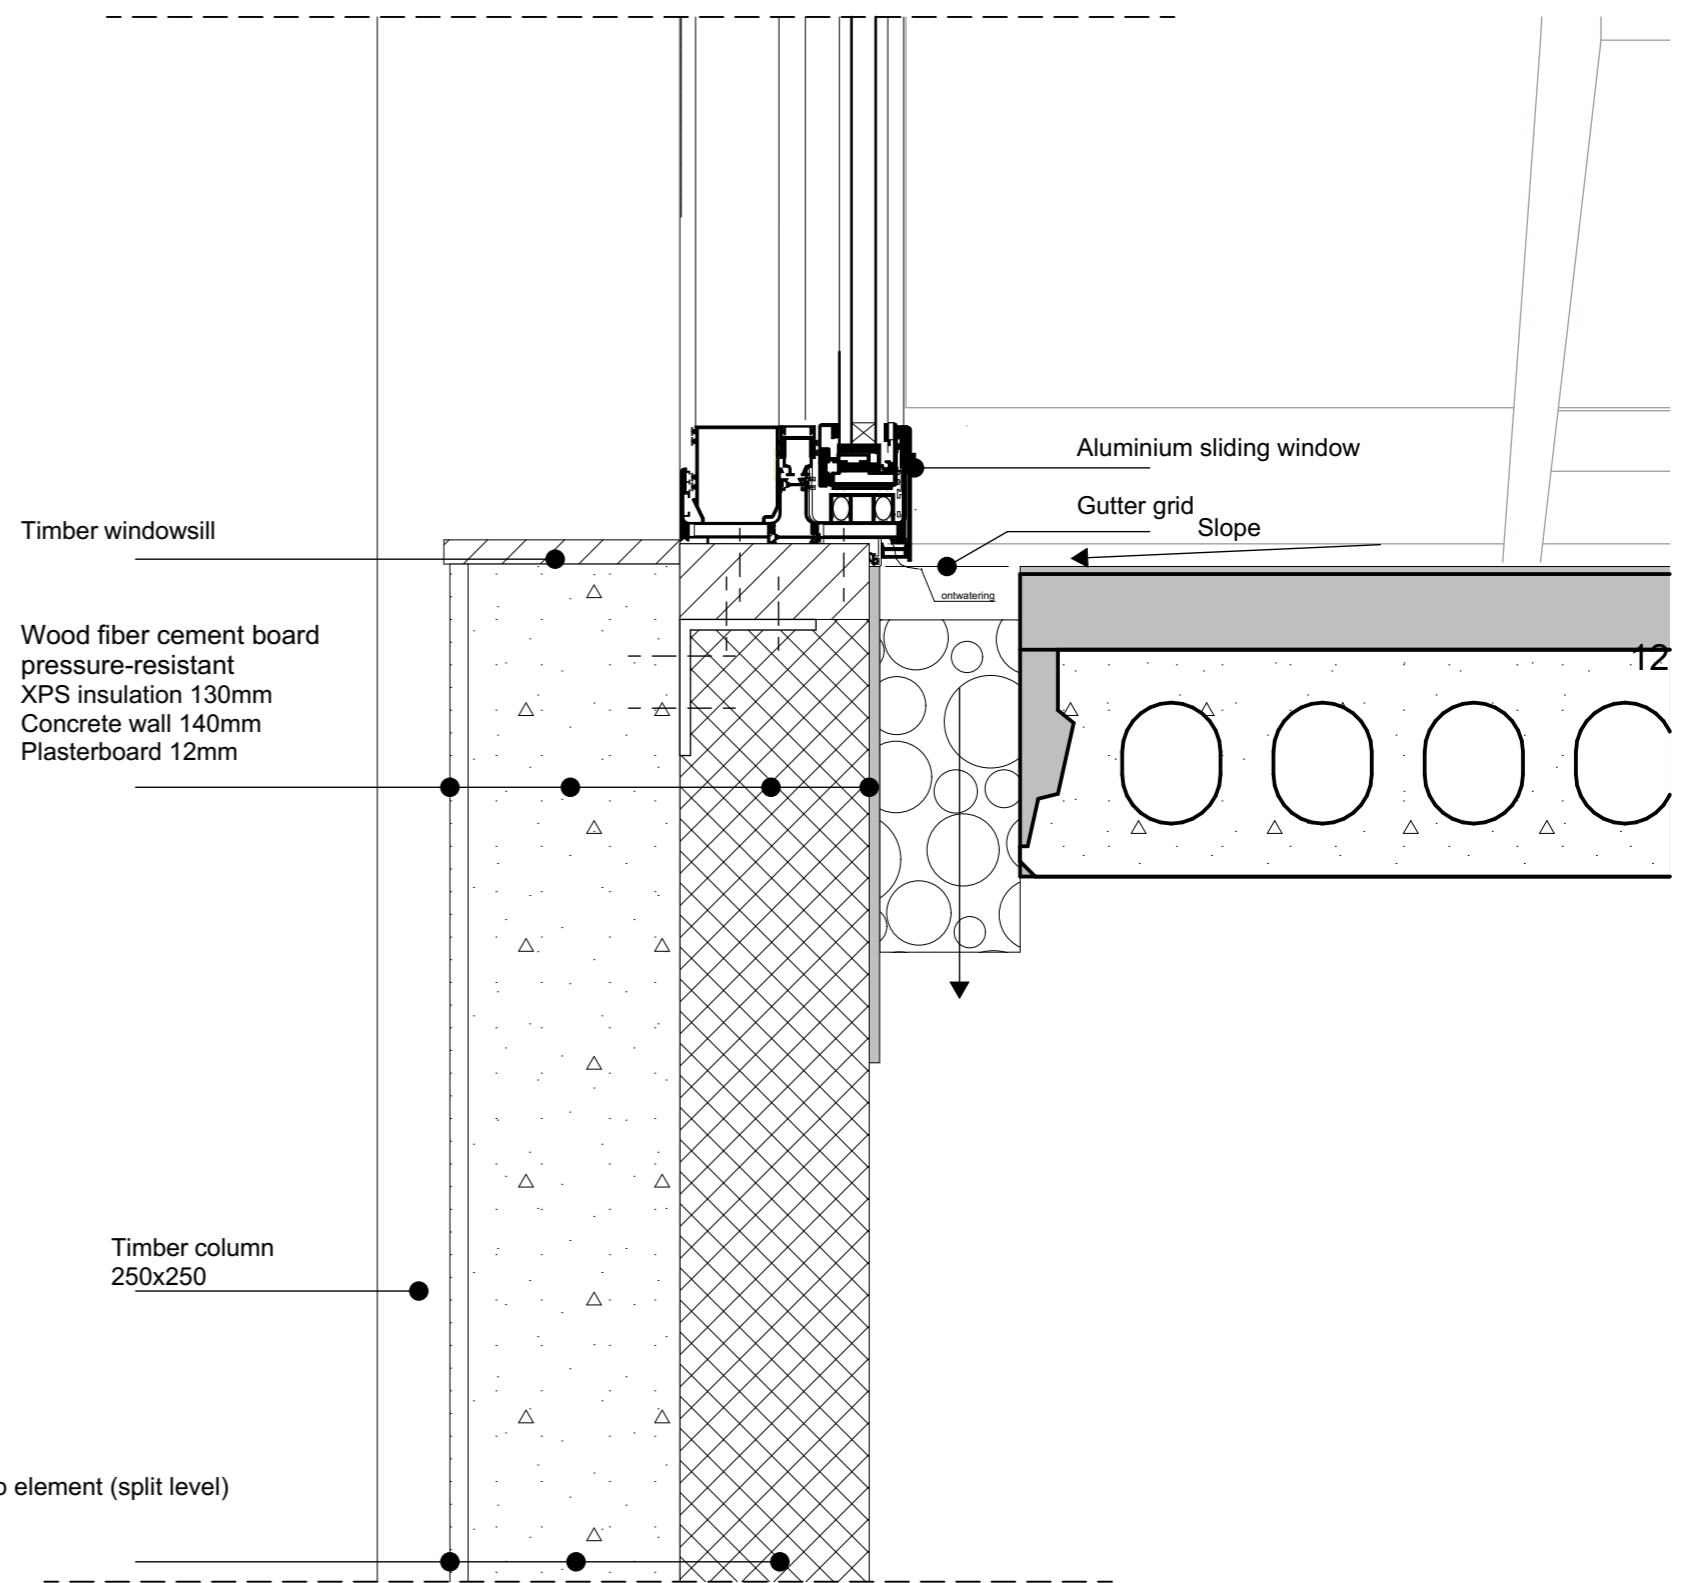 Aluminium sliding window
Gutter grid
Slope
Timber windowsill
ontwatering
Wood fiber cement board
pressure-resistant
XPS insulation 130mm
Concrete wall 140mm
Plasterboard 12mm
12
Timber column
250x250
element (split level)